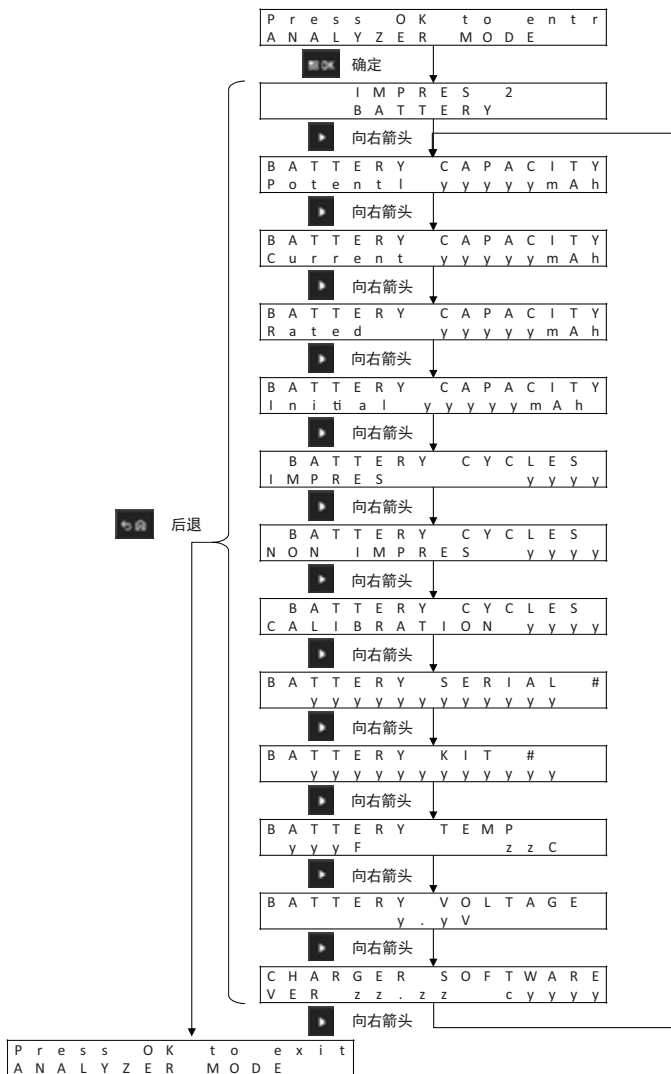 Press OK to entr
ANALYZER MODE
OK 确定
IMPRES 2
BATTERY
向右箭头
BATTERY CAPACITY
Potentl yyyyymAh
向右箭头
BATTERY CAPACITY
Current yyyyymAh
向右箭头
BATTERY CAPACITY
Rated yyyyymAh
向右箭头
BATTERY CAPACITY
Initial yyyyymAh
向右箭头
BATTERY CYCLES
IMPRES yyyy
向右箭头
后退
BATTERY CYCLES
NON IMPRES yyyy
向右箭头
BATTERY CYCLES
CALIBRATION yyyy
向右箭头
BATTERY SERIAL #
yyyyyyyyyyyy
向右箭头
BATTERY KIT #
yyyyyyyyyyyy
向右箭头
BATTERY TEMP
yyyF zzC
向右箭头
BATTERY VOLTAGE
y.yV
向右箭头
CHARGER SOFTWARE
VER zz.zz cyyyy
向右箭头
Press OK to exit
ANALYZER MODE